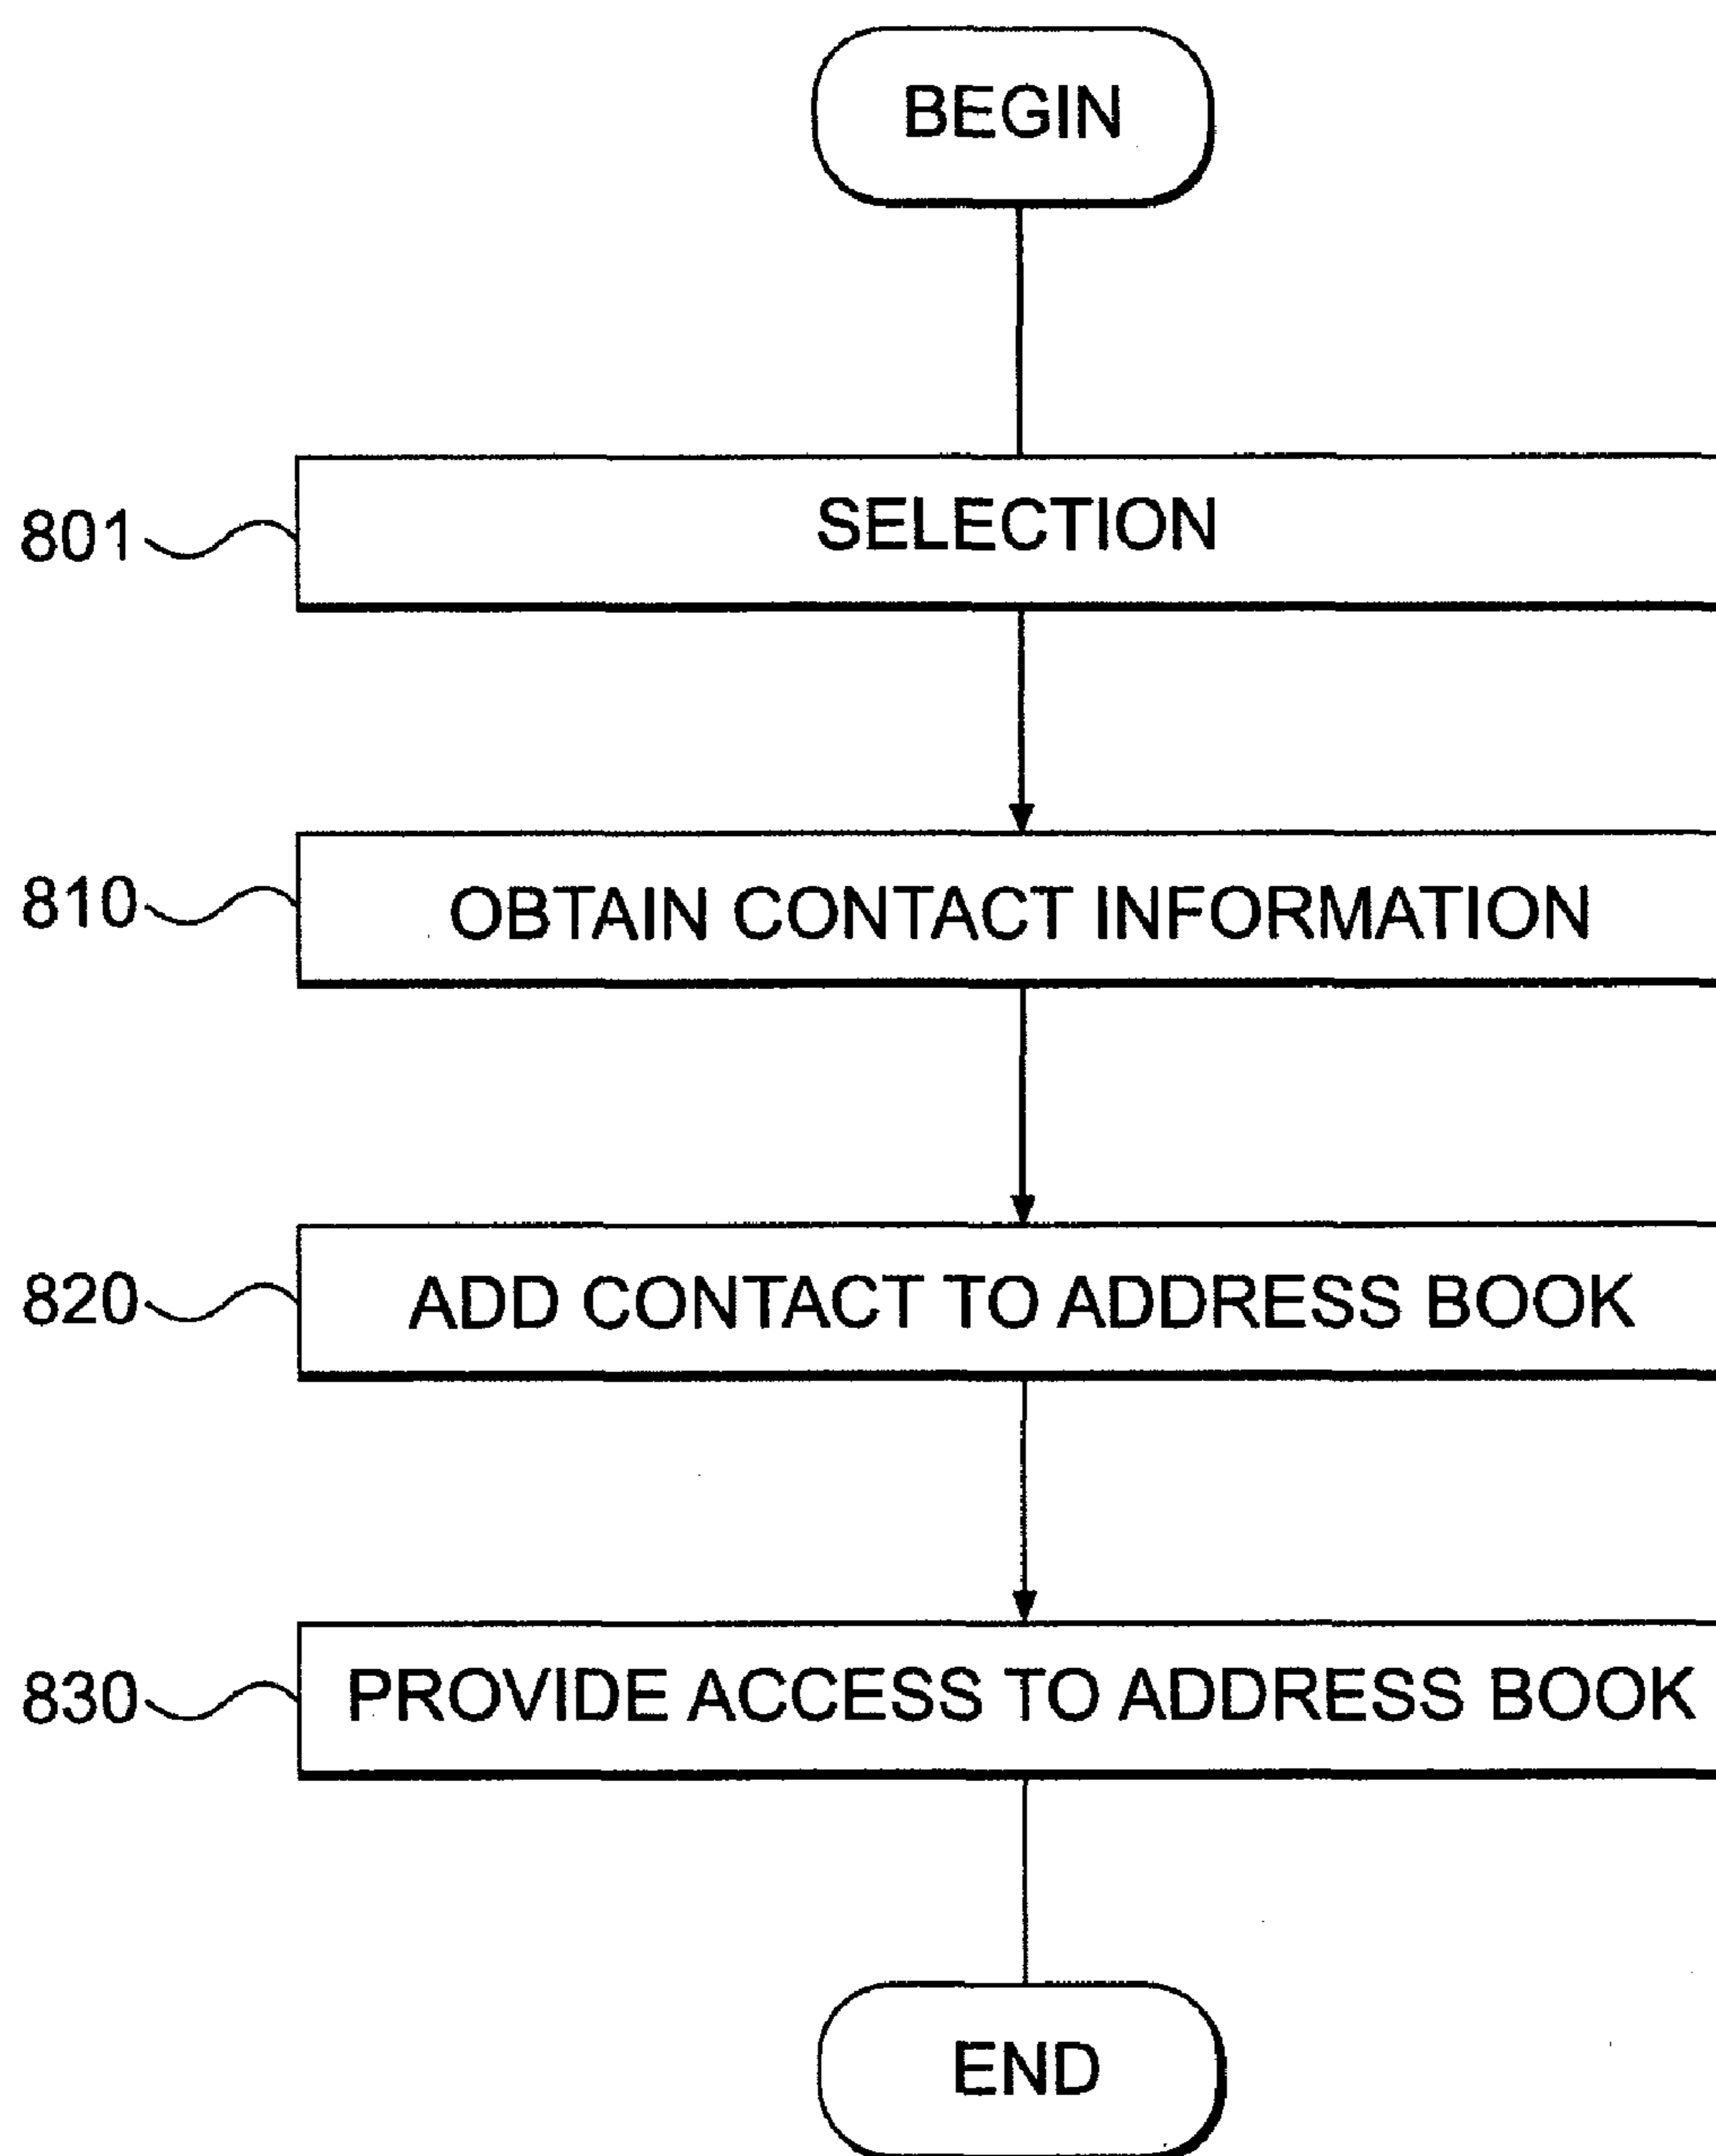 BEGIN
801 SELECTION
810 OBTAIN CONTACT INFORMATION
820 ADD CONTACT TO ADDRESS BOOK
830 PROVIDE ACCESS TO ADDRESS BOOK
END